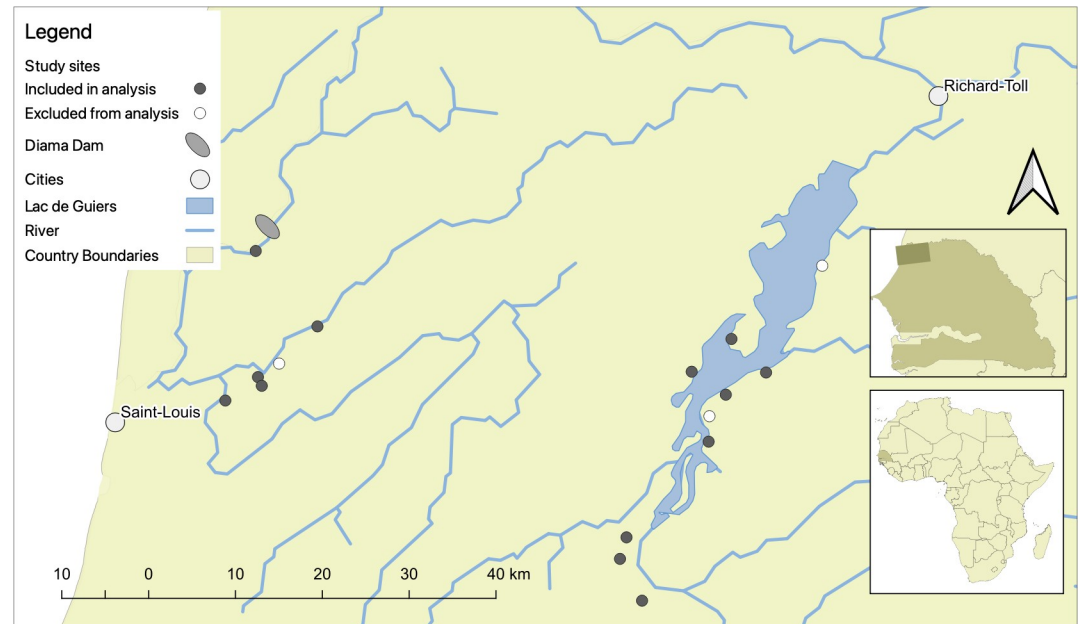 Legend
Study sites
Included in analysis
Excluded from analysis
Diama Dam
Cities
Lac de Guiers
River
Country Boundaries
Richard-Toll
Saint-Louis
10 0 10 20 30 40 km